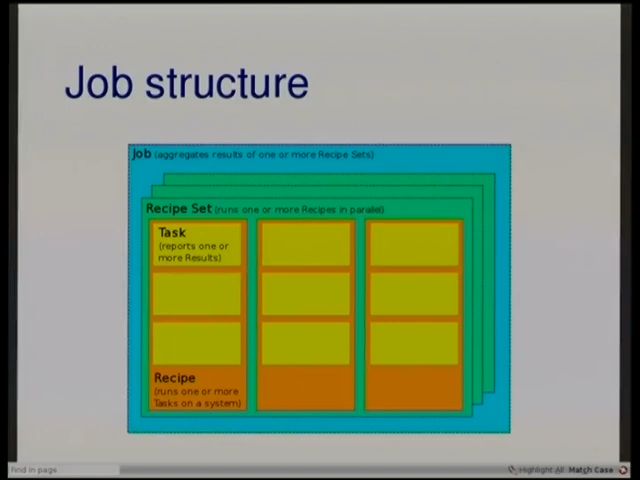 Job structure
Job (aggregates results of one or more Recipe Sets)
Recipe Set (runs one or more Recipes in parallel)
Task
(reports one or
more Results)
Recipe
(runs one or more
Tasks on a system)
Find in page
Highlight All Match Case